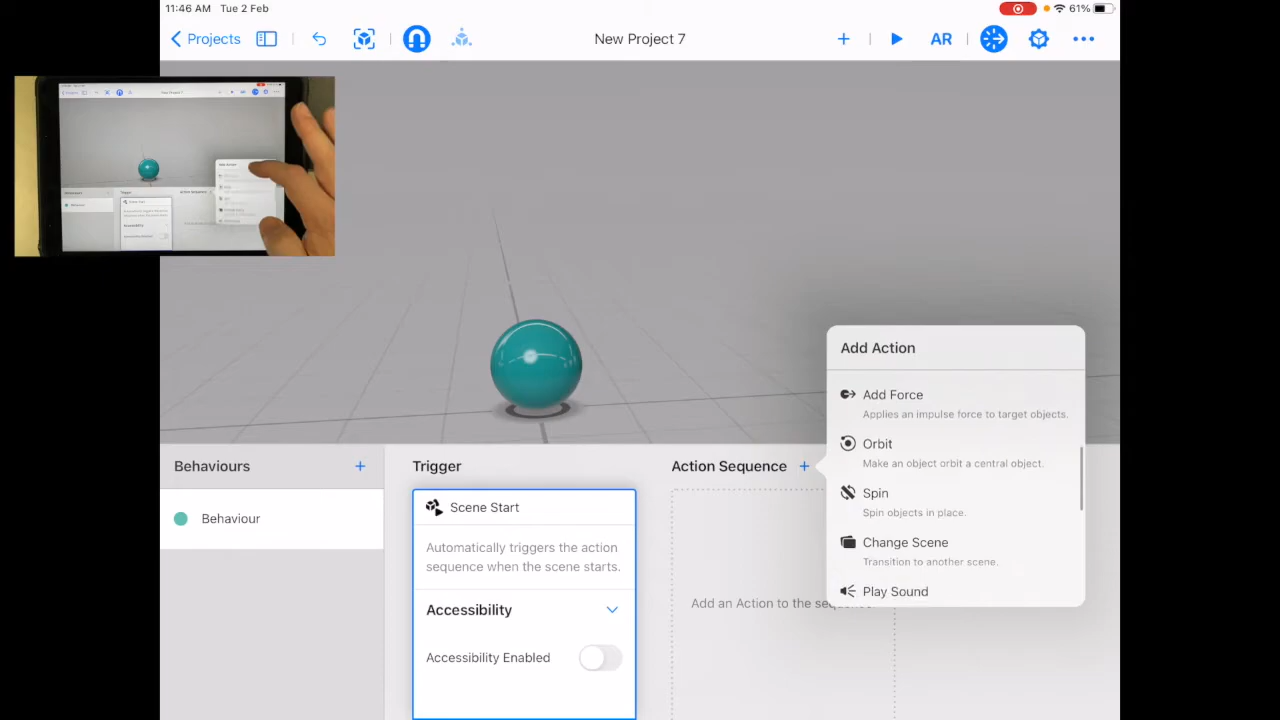 11:46 AM Tue 2 Feb
61%
Projects
New Project 7
AR
Add Action
Add Force
Applies an impulse force to target objects.
Orbit
Make an object orbit a central object.
Spin
Spin objects in place.
Change Scene
Transition to another scene.
Play Sound
Behaviours
Behaviour
Trigger
Scene Start
Automatically triggers the action
sequence when the scene starts.
Accessibility
Accessibility Enabled
Action Sequence
Add an Action to the seque